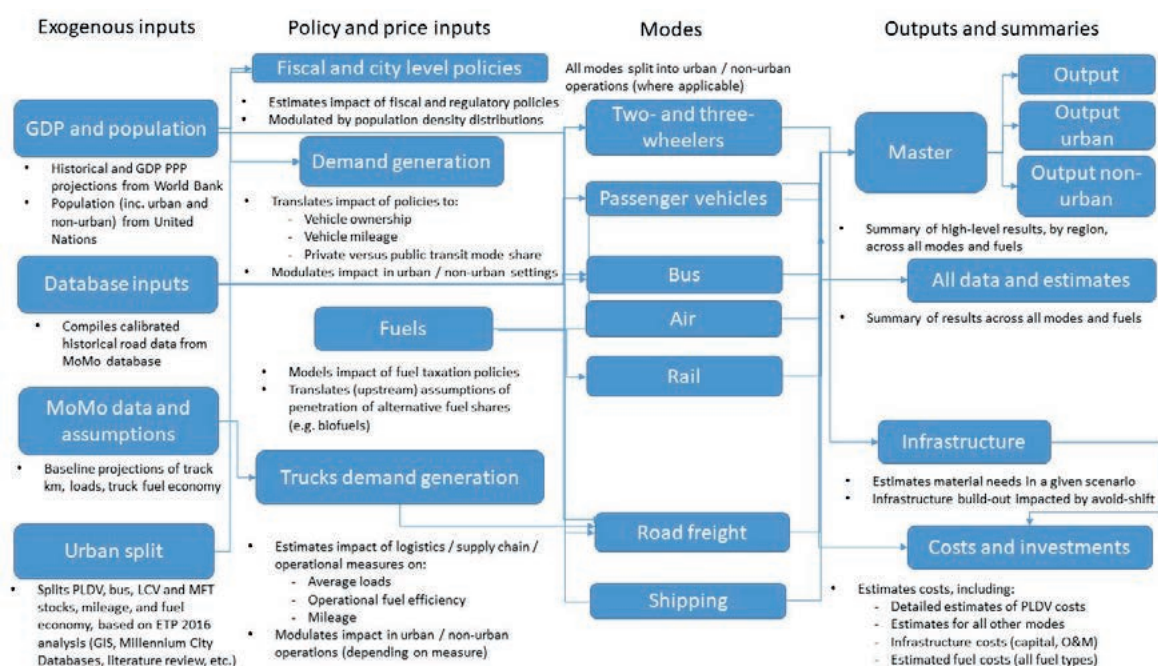 Exogenous inputs
Policy and price inputs
Modes
Outputs and summaries
GDP and population
• Historical and GDP PPP
projections from World Bank
• Population (inc. urban and
non-urban) from United
Nations
Database inputs
• Compiles calibrated
historical road data from
MoMo database
MoMo data and
assumptions
• Baseline projections of track
km, loads, truck fuel economy
Urban split
• Splits PLDV, bus, LCV and MFT
stocks, mileage, and fuel
economy, based on ETP 2016
analysis (GIS, Millennium City
Databases, literature review, etc.)
Fiscal and city level policies
• Estimates impact of fiscal and regulatory policies
• Modulated by population density distributions
Demand generation
• Translates impact of policies to:
- Vehicle ownership
- Vehicle mileage
- Private versus public transit mode share
• Modulates impact in urban / non-urban settings
Fuels
• Models impact of fuel taxation policies
• Translates (upstream) assumptions of
penetration of alternative fuel shares
(e.g. biofuels)
Trucks demand generation
• Estimates impact of logistics / supply chain /
operational measures on:
- Average loads
- Operational fuel efficiency
- Mileage
• Modulates impact in urban / non-urban
operations (depending on measure)
All modes split into urban / non-urban
operations (where applicable)
Two- and three-
wheelers
Passenger vehicles
Bus
Air
Rail
Road freight
Shipping
Master
Output
Output
urban
Output non-
urban
• Summary of high-level results, by region,
across all modes and fuels
All data and estimates
• Summary of results across all modes and fuels
Infrastructure
• Estimates material needs in a given scenario
• Infrastructure build-out impacted by avoid-shift
Costs and investments
• Estimates costs, including:
- Detailed estimates of PLDV costs
- Estimates for all other modes
- Infrastructure costs (capital, O&M)
- Estimated fuel costs (all fuel types)